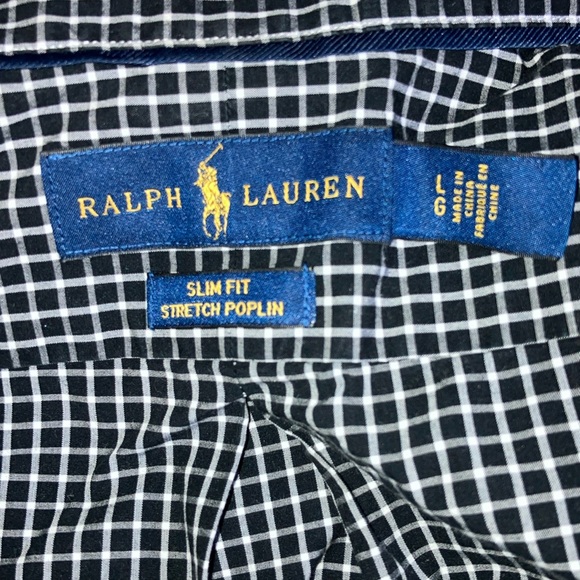 RALPH LAUREN
L
G
MADE IN
CHINA
FABRIQUÉ EN
CHINE
SLIM FIT
STRETCH POPLIN